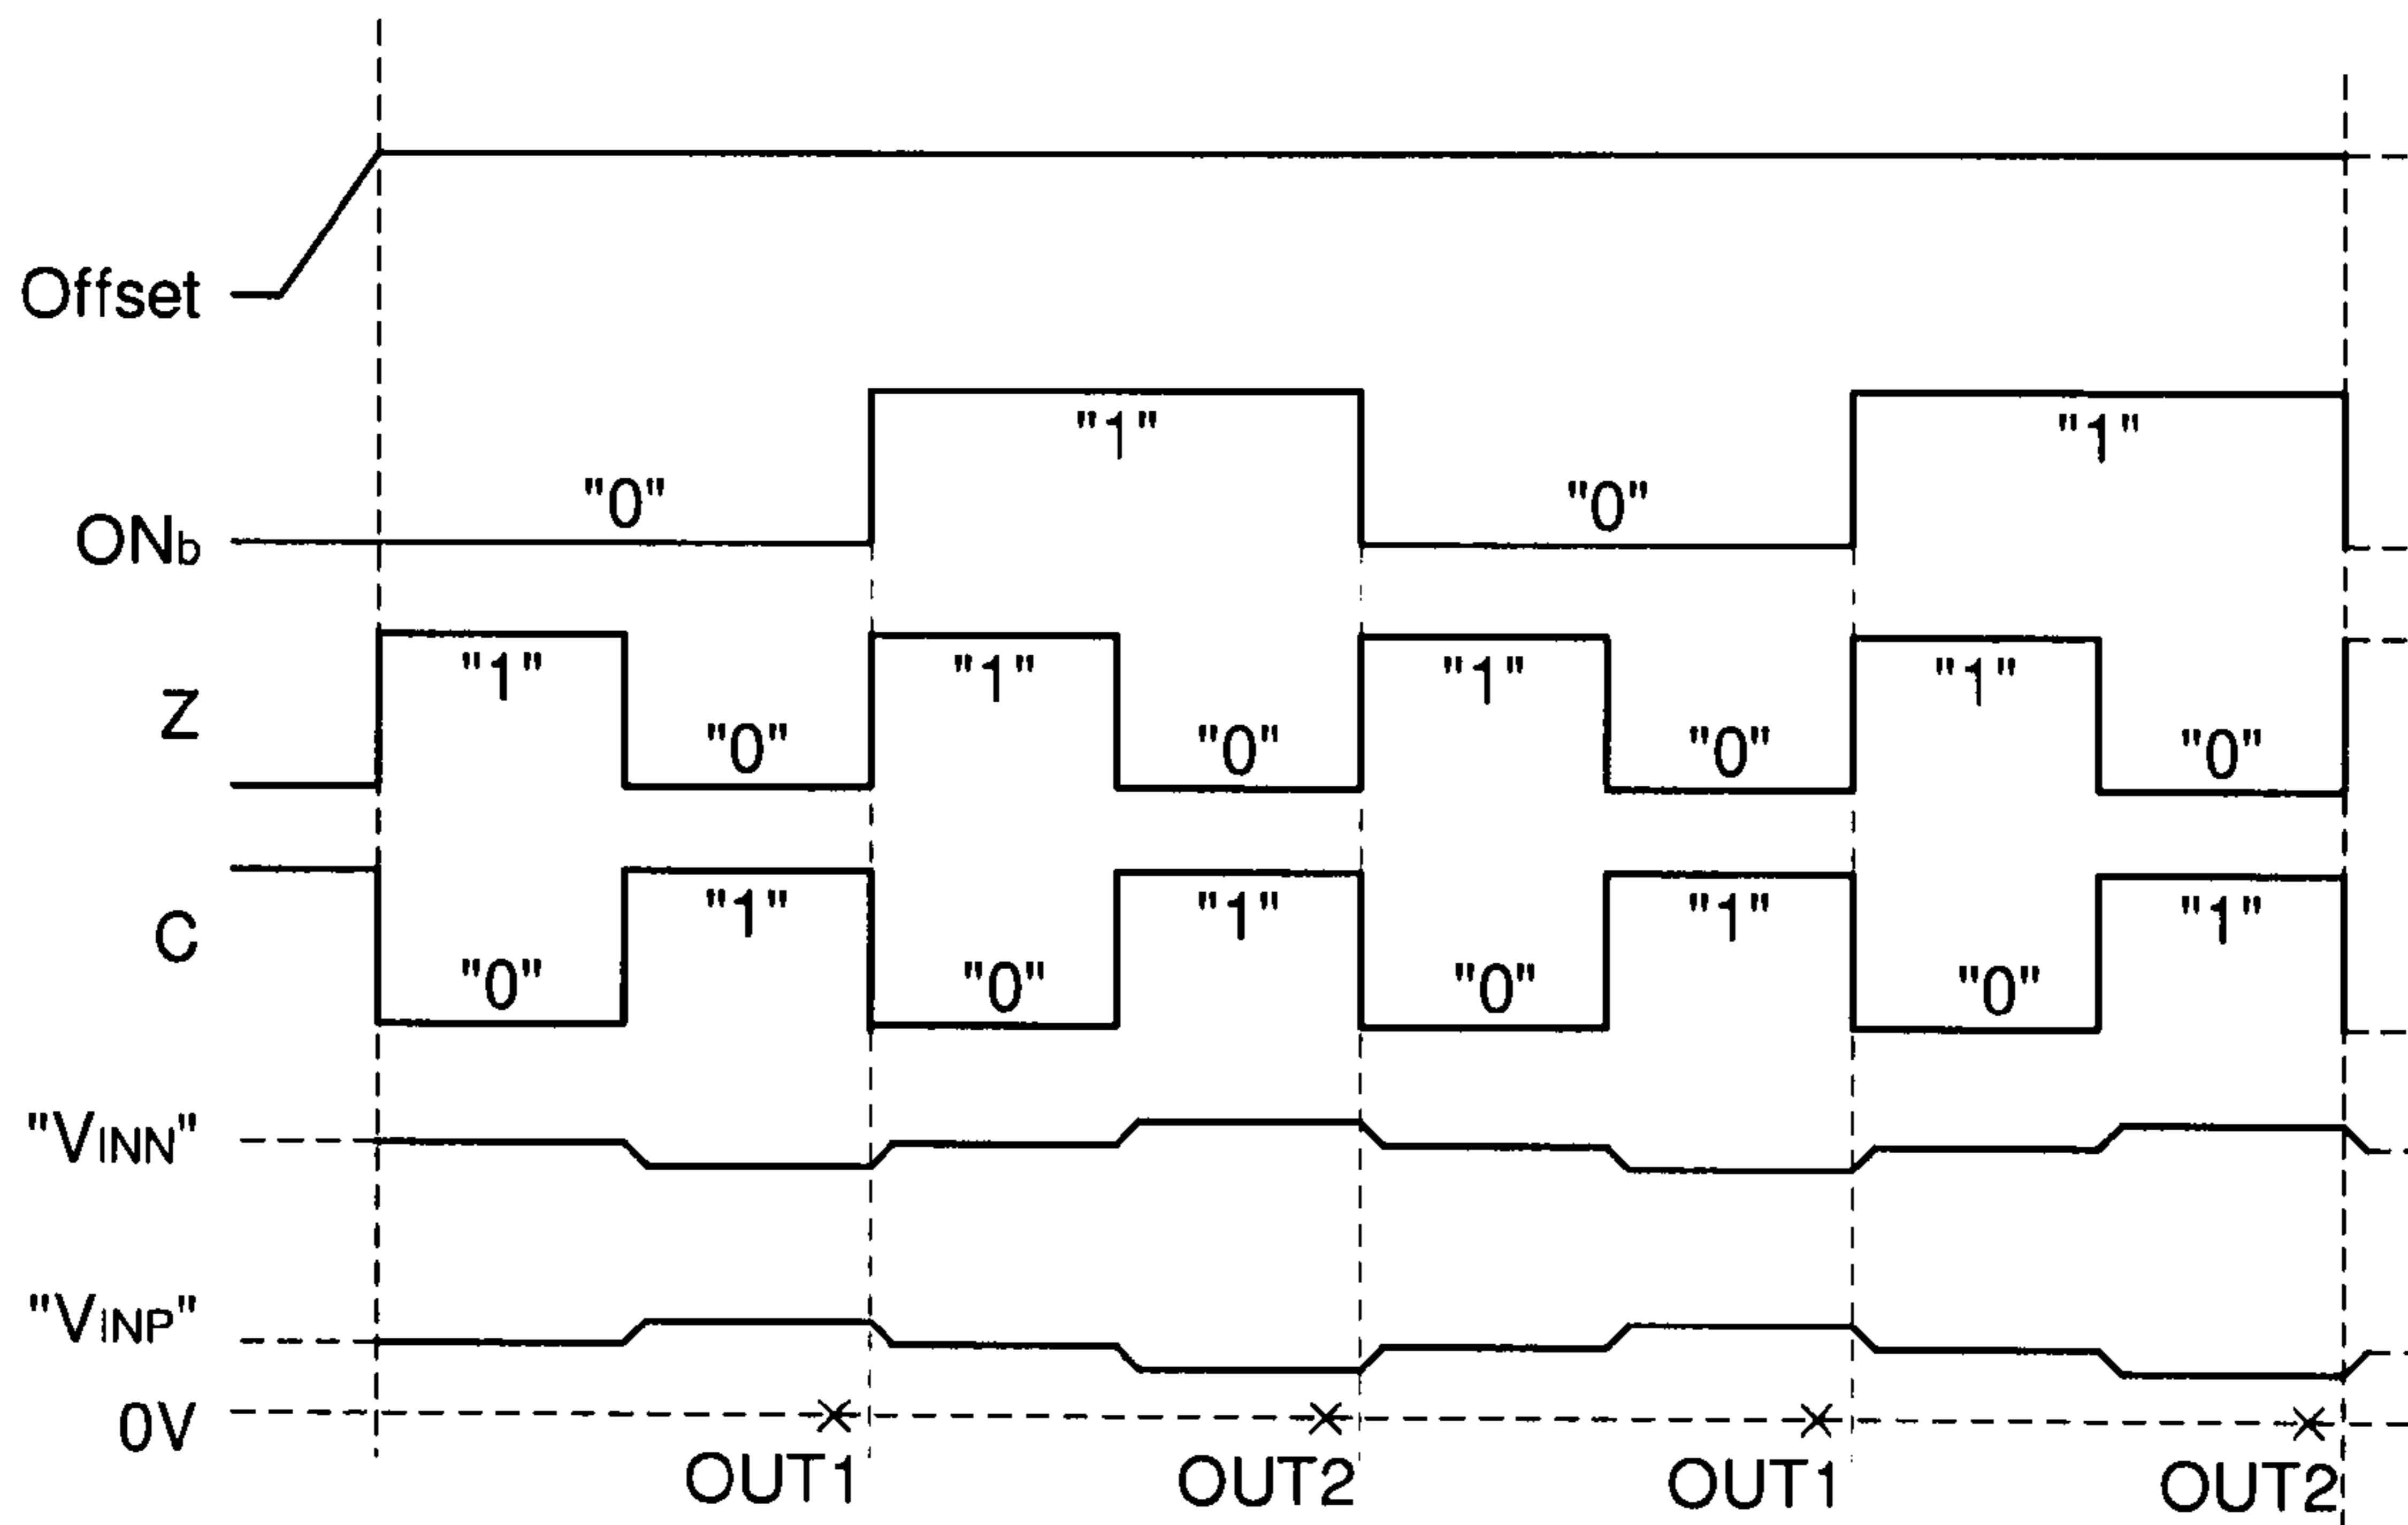 Offset
"1" "1"
"0" "0"
ONb
"1" "1" "1" "1"
Z
"0" "0" "0" "0"
"1" "1" "1" "1"
C
"0" "0" "0" "0"
"VINN"
"VINP"
0V
OUT1 OUT2 OUT1 OUT2